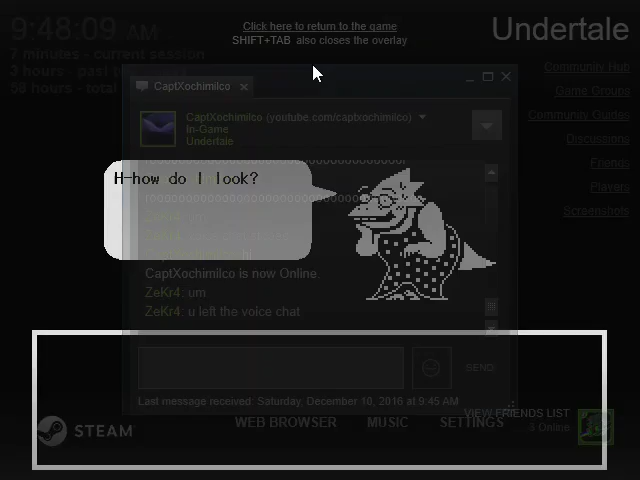 9:48:09 AM
7 minutes - current session
3 hours - past
58 hours - total
Click here to return to the game
SHIFT+TAB also closes the overlay
Undertale
Community Hub
Game Groups
Community Guides
Discussions
Friends
Players
Screenshots
CaptXochimilco
CaptXochimilco (youtube.com/captxochimilco)
In-Game
Undertale
H-how do I look?
CaptXochimilco is now Online.
ZeKr4: um
ZeKr4: u left the voice chat
SEND
Last message received: Saturday, December 10, 2016 at 9:45 AM
STEAM
WEB BROWSER
MUSIC
SETTINGS
VIEW FRIENDS LIST
3 Online